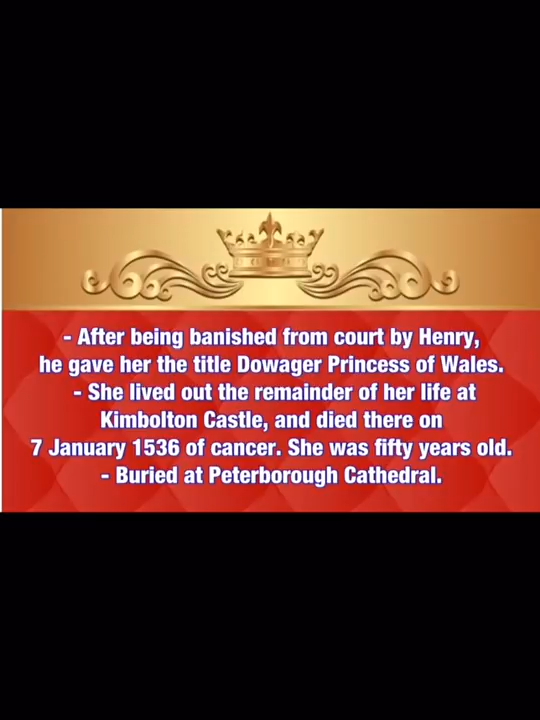 - After being banished from court by Henry,
he gave her the title Dowager Princess of Wales.
- She lived out the remainder of her life at
Kimbolton Castle, and died there on
7 January 1536 of cancer. She was fifty years old.
- Buried at Peterborough Cathedral.